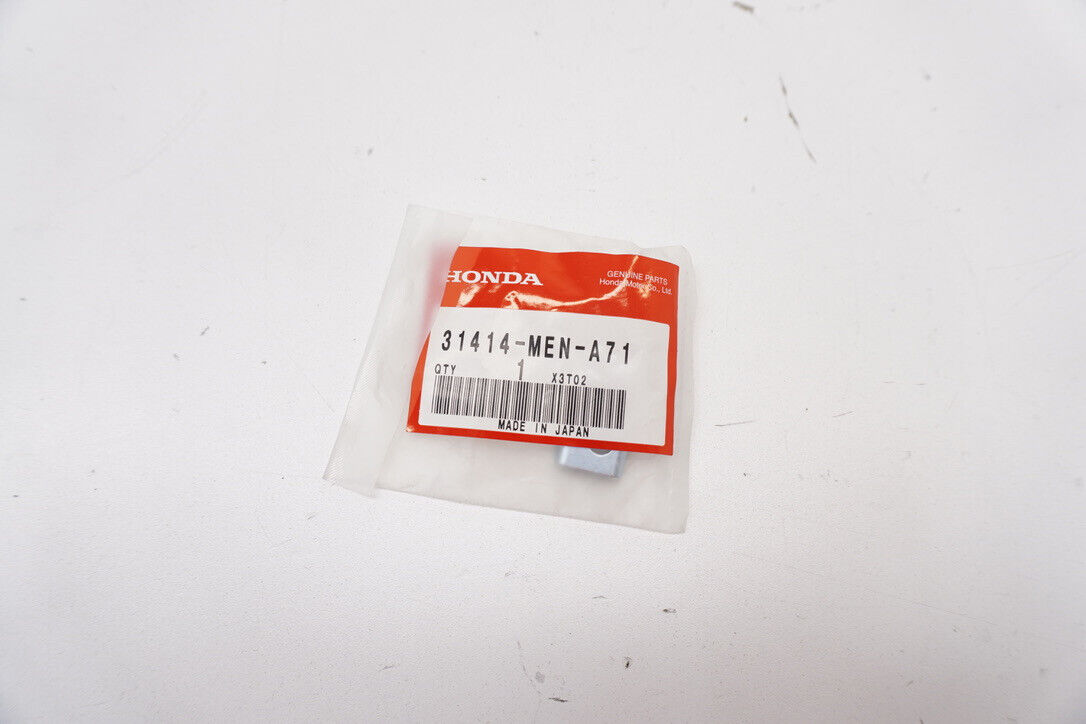 HONDA
GENUINE PARTS
Honda Motor Co., Ltd.
31414-MEN-A71
QTY 1 X3T02
MADE IN JAPAN